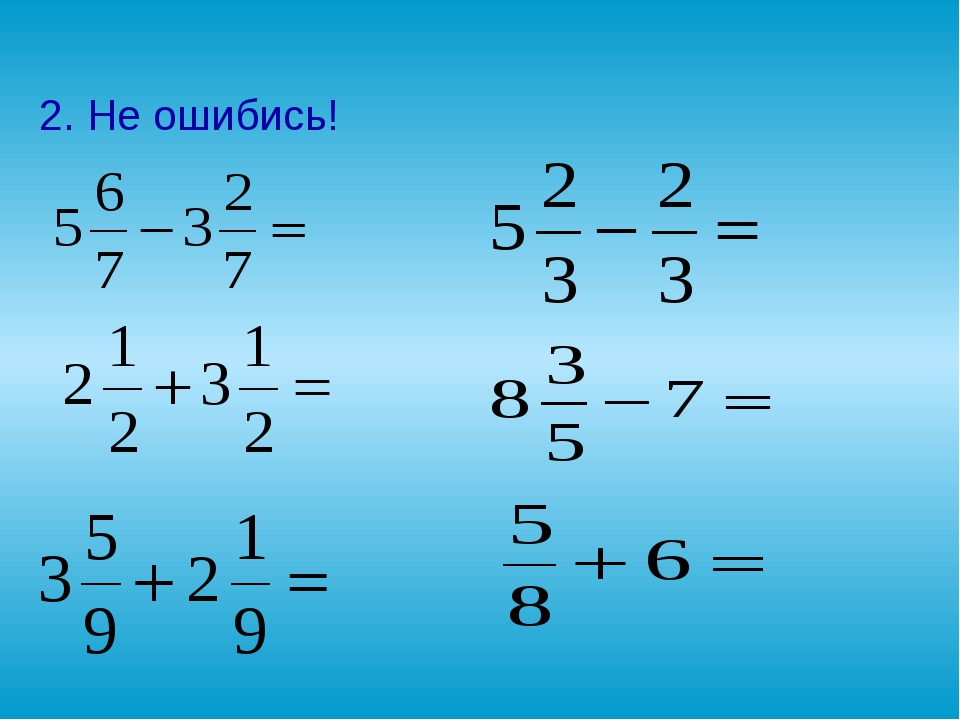 2. Не ошибись!
5 6/7 − 3 2/7 =
2 1/2 + 3 1/2 =
3 5/9 + 2 1/9 =
5 2/3 − 2/3 =
8 3/5 − 7 =
5/8 + 6 =